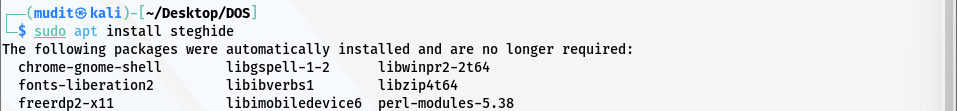 ┌──(mudit㉿kali)-[~/Desktop/DOS]
└─$ sudo apt install steghide
The following packages were automatically installed and are no longer required:
chrome-gnome-shell libgspell-1-2 libwinpr2-2t64
fonts-liberation2 libibverbs1 libzip4t64
freerdp2-x11 libimobiledevice6 perl-modules-5.38